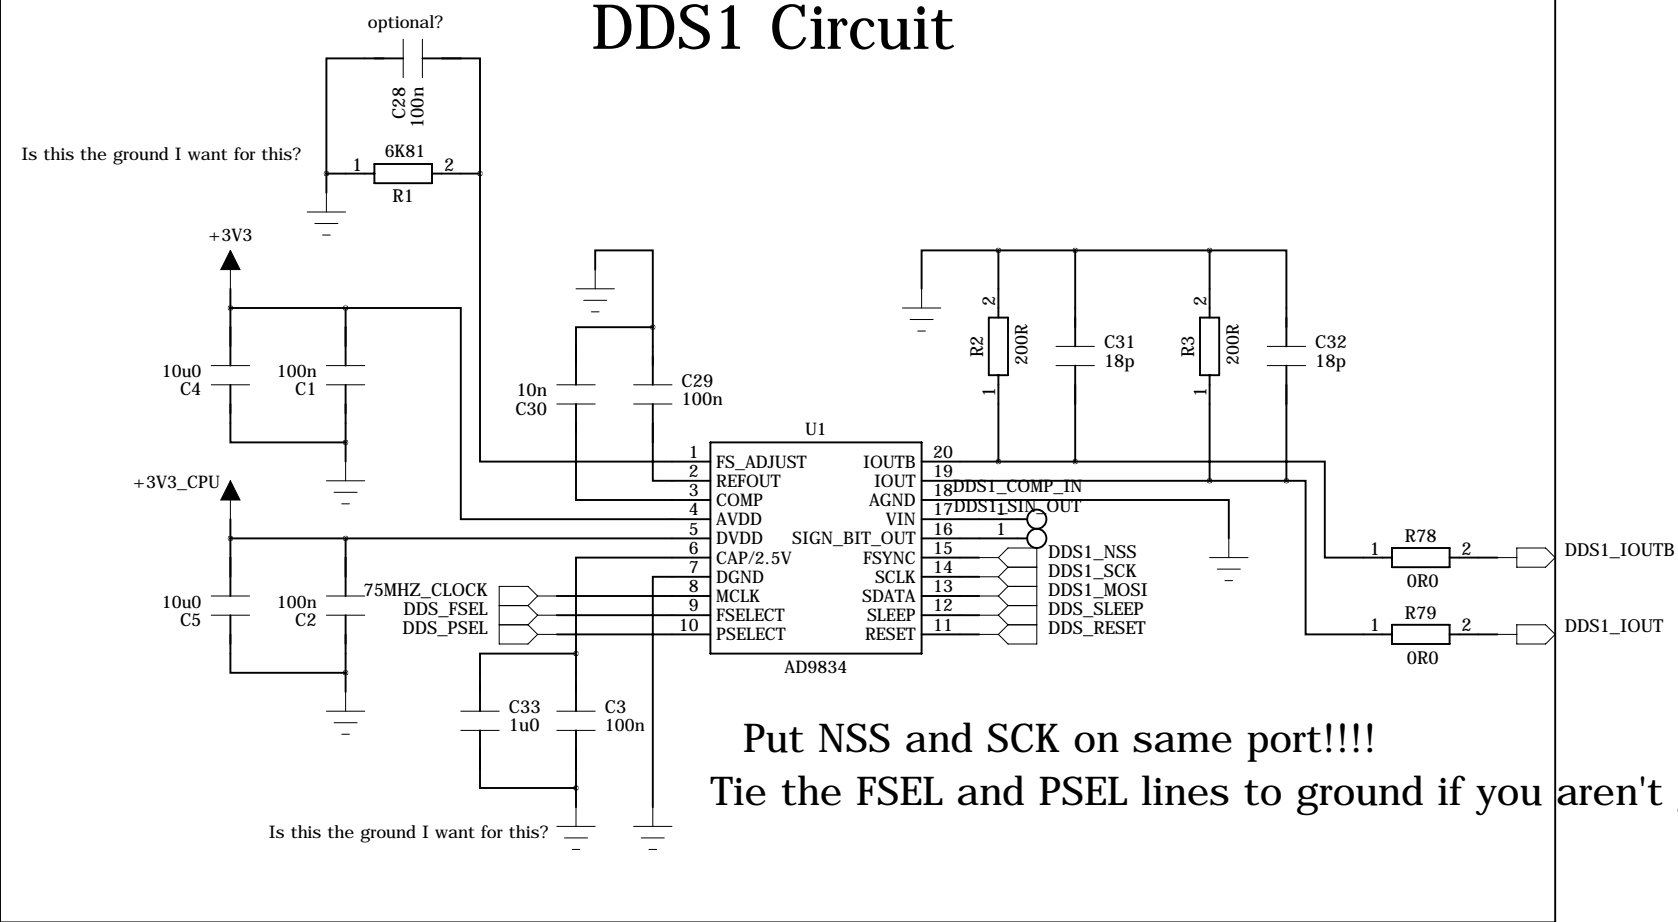 DDS1 Circuit
optional?
C28
100n
Is this the ground I want for this?
6K81
1
2
R1
+3V3
10u0
C4
100n
C1
10n
C30
C29
100n
2
R2
200R
1
C31
18p
2
R3
200R
1
C32
18p
U1
1
FS_ADJUST
IOUTB
20
2
REFOUT
IOUT
19
3
COMP
AGND
18
DDS1_COMP_IN
4
AVDD
VIN
17
1
DDS1_SIN_OUT
5
DVDD
SIGN_BIT_OUT
16
1
6
CAP/2.5V
FSYNC
15
DDS1_NSS
7
DGND
SCLK
14
DDS1_SCK
75MHZ_CLOCK
8
MCLK
SDATA
13
DDS1_MOSI
DDS_FSEL
9
FSELECT
SLEEP
12
DDS_SLEEP
DDS_PSEL
10
PSELECT
RESET
11
DDS_RESET
AD9834
+3V3_CPU
10u0
C5
100n
C2
R78
1
2
0R0
DDS1_IOUTB
R79
1
2
0R0
DDS1_IOUT
C33
1u0
C3
100n
Put NSS and SCK on same port!!!!
Tie the FSEL and PSEL lines to ground if you aren't
Is this the ground I want for this?